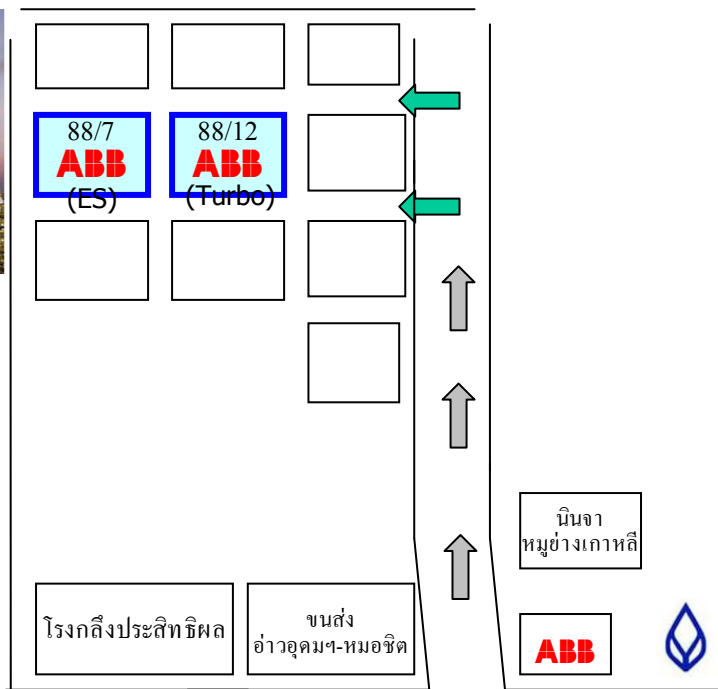 88/7
ABB
(ES)
88/12
ABB
(Turbo)
นินจา
หมูย่างเกาหลี
โรงกลึงประสิทธิผล
ขนส่ง
อ่าวอุดมฯ-หมอชิต
ABB